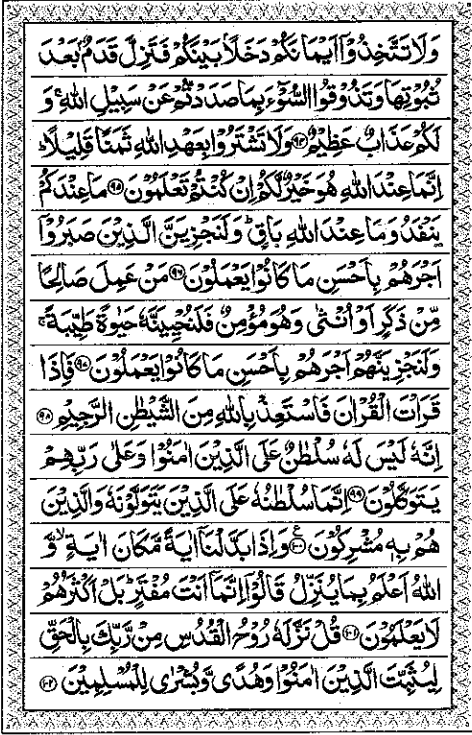 وَلَا تَتَّخِذُوْٓا اَيْمَانَكُمْ دَخَلًاۢ بَيْنَكُمْ فَتَزِلَّ قَدَمٌۢ بَعْدَ
ثُبُوْتِهَا وَتَذُوْقُوا السُّوْٓءَ بِمَا صَدَدْتُّمْ عَنْ سَبِيْلِ اللّٰهِ ۚ وَ
لَكُمْ عَذَابٌ عَظِيْمٌ ﴿۹۴﴾ وَلَا تَشْتَرُوْا بِعَهْدِ اللّٰهِ ثَمَنًا قَلِيْلًا ؕ
اِنَّمَا عِنْدَ اللّٰهِ هُوَ خَيْرٌ لَّكُمْ اِنْ كُنْتُمْ تَعْلَمُوْنَ ﴿۹۵﴾ مَا عِنْدَكُمْ
يَنْفَدُ وَمَا عِنْدَ اللّٰهِ بَاقٍ ؕ وَلَنَجْزِيَنَّ الَّذِيْنَ صَبَرُوْٓا
اَجْرَهُمْ بِاَحْسَنِ مَا كَانُوْا يَعْمَلُوْنَ ﴿۹۶﴾ مَنْ عَمِلَ صَالِحًا
مِّنْ ذَكَرٍ اَوْ اُنْثٰى وَهُوَ مُؤْمِنٌ فَلَنُحْيِيَنَّهٗ حَيٰوةً طَيِّبَةً ۚ
وَلَنَجْزِيَنَّهُمْ اَجْرَهُمْ بِاَحْسَنِ مَا كَانُوْا يَعْمَلُوْنَ ﴿۹۷﴾ فَاِذَا
قَرَاْتَ الْقُرْاٰنَ فَاسْتَعِذْ بِاللّٰهِ مِنَ الشَّيْطٰنِ الرَّجِيْمِ ﴿۹۸﴾
اِنَّهٗ لَيْسَ لَهٗ سُلْطٰنٌ عَلَى الَّذِيْنَ اٰمَنُوْا وَعَلٰى رَبِّهِمْ
يَتَوَكَّلُوْنَ ﴿۹۹﴾ اِنَّمَا سُلْطٰنُهٗ عَلَى الَّذِيْنَ يَتَوَلَّوْنَهٗ وَالَّذِيْنَ
هُمْ بِهٖ مُشْرِكُوْنَ ﴿۱۰۰﴾ۧ وَاِذَا بَدَّلْنَآ اٰيَةً مَّكَانَ اٰيَةٍ ۙ وَّ
اللّٰهُ اَعْلَمُ بِمَا يُنَزِّلُ قَالُوْٓا اِنَّمَآ اَنْتَ مُفْتَرٍ ؕ بَلْ اَكْثَرُهُمْ
لَا يَعْلَمُوْنَ ﴿۱۰۱﴾ قُلْ نَزَّلَهٗ رُوْحُ الْقُدُسِ مِنْ رَّبِّكَ بِالْحَقِّ
لِيُثَبِّتَ الَّذِيْنَ اٰمَنُوْا وَهُدًى وَّبُشْرٰى لِلْمُسْلِمِيْنَ ﴿۱۰۲﴾